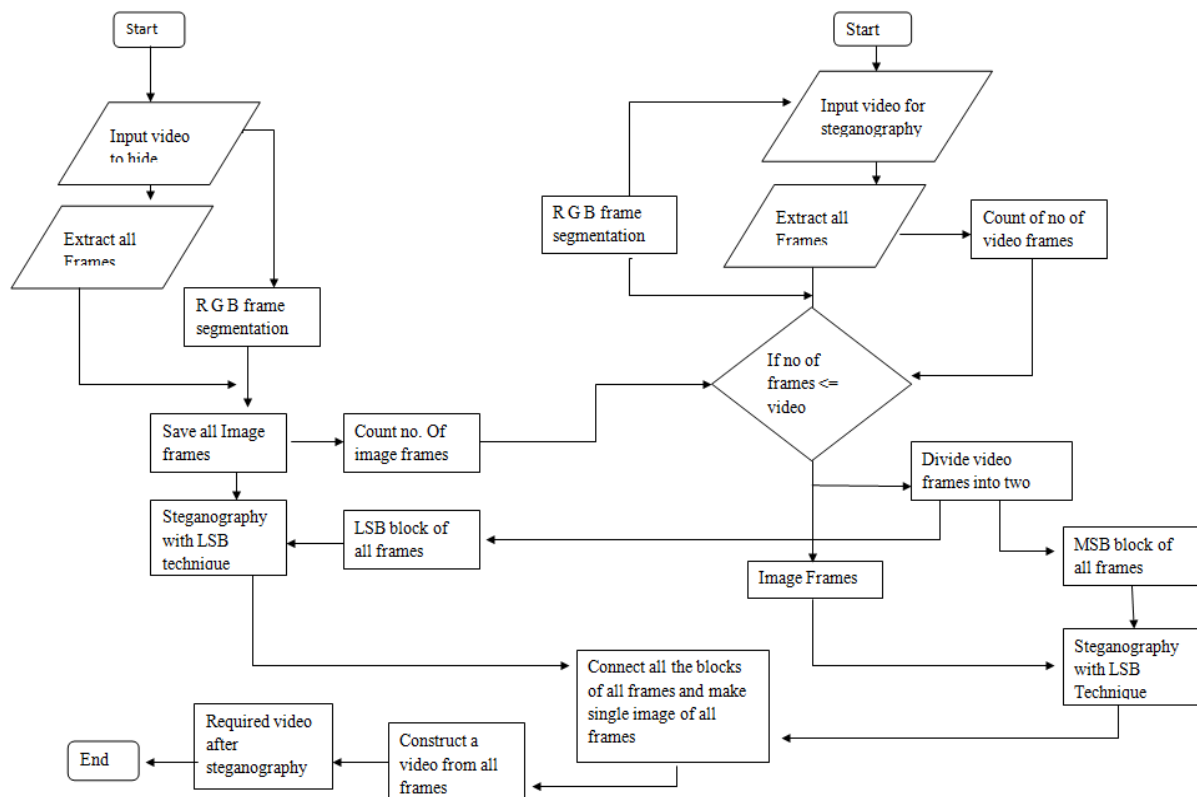 Start
Input video
to hide
Extract all
Frames
R G B frame
segmentation
Save all Image
frames
Count no. Of
image frames
Steganography
with LSB
technique
LSB block of
all frames
Start
Input video for
steganography
R G B frame
segmentation
Extract all
Frames
Count of no of
video frames
If no of
frames <=
video
Divide video
frames into two
MSB block of
all frames
Image Frames
Steganography
with LSB
Technique
Connect all the blocks
of all frames and make
single image of all
frames
Construct a
video from all
frames
Required video
after
steganography
End